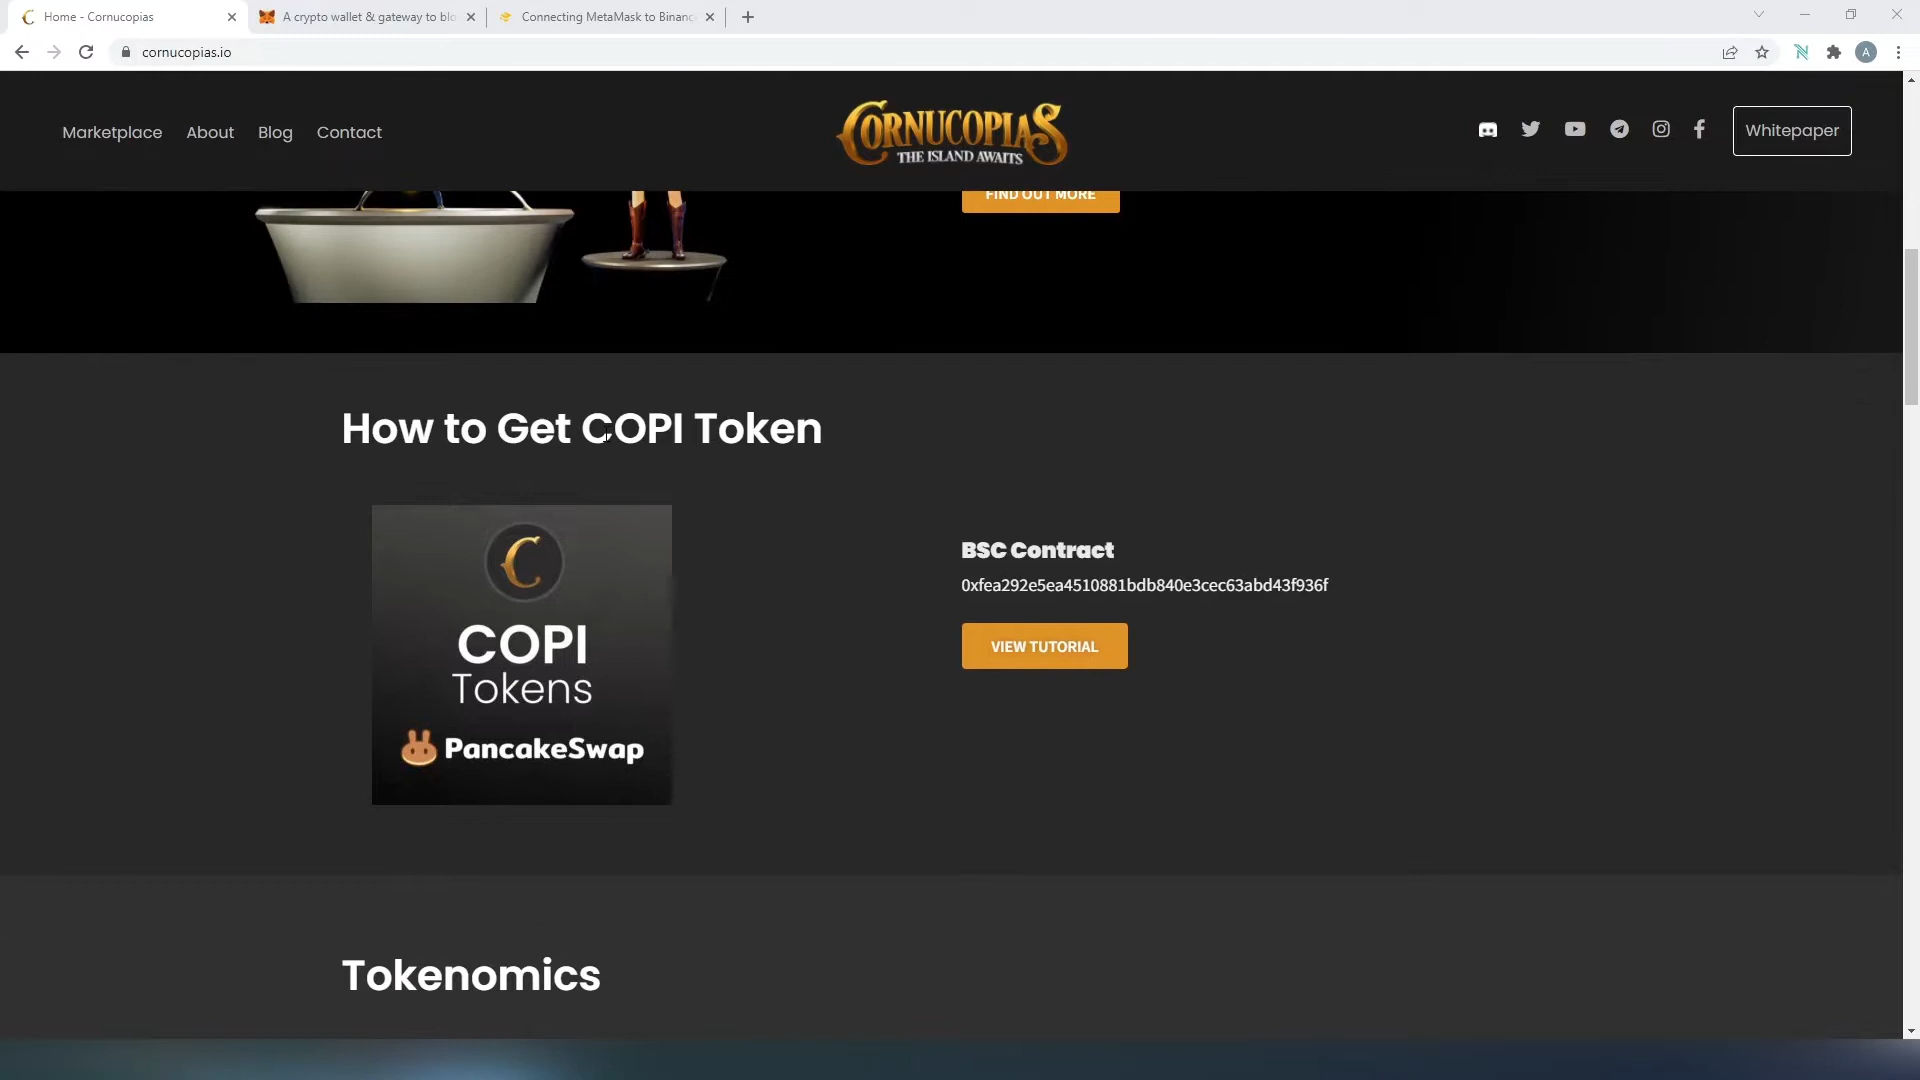 Home - Cornucopias
A crypto wallet & gateway to blo
Connecting MetaMask to Binanc
cornucopias.io
A
Marketplace
About
Blog
Contact
CORNUCOPIAS
THE ISLAND AWAITS
Whitepaper
FIND OUT MORE
How to Get COPI Token
C
COPI
Tokens
PancakeSwap
BSC Contract
0xfea292e5ea4510881bdb840e3cec63abd43f936f
VIEW TUTORIAL
Tokenomics